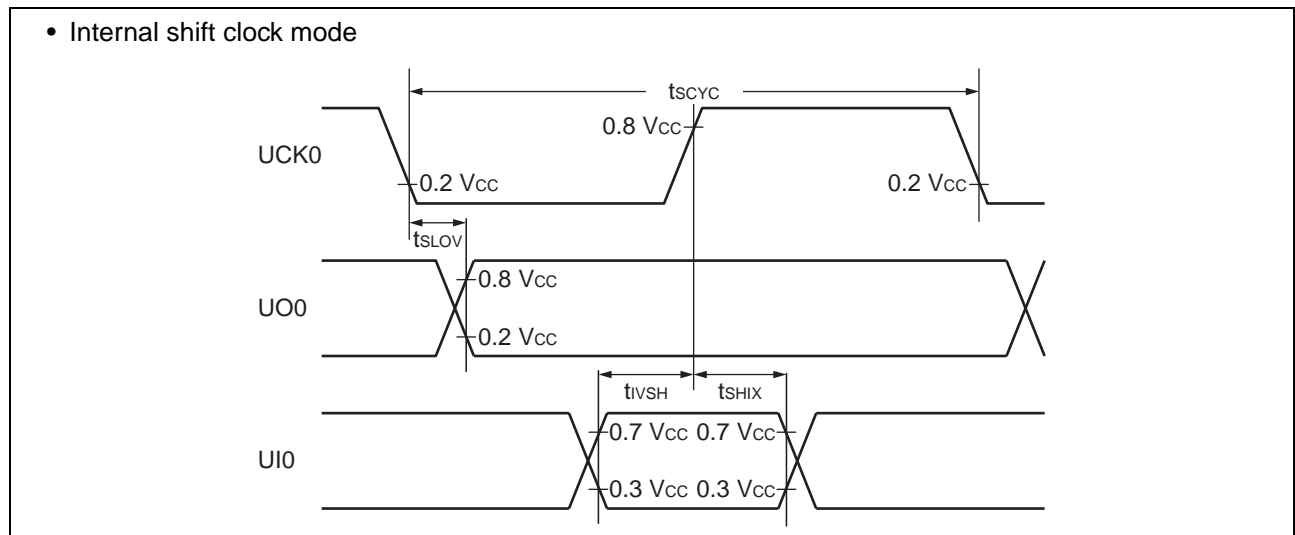 • Internal shift clock mode
tSCYC
0.8 VCC
UCK0
0.2 VCC
0.2 VCC
tSLOV
0.8 VCC
UO0
0.2 VCC
tIVSH
tSHIX
0.7 VCC
0.7 VCC
UI0
0.3 VCC
0.3 VCC